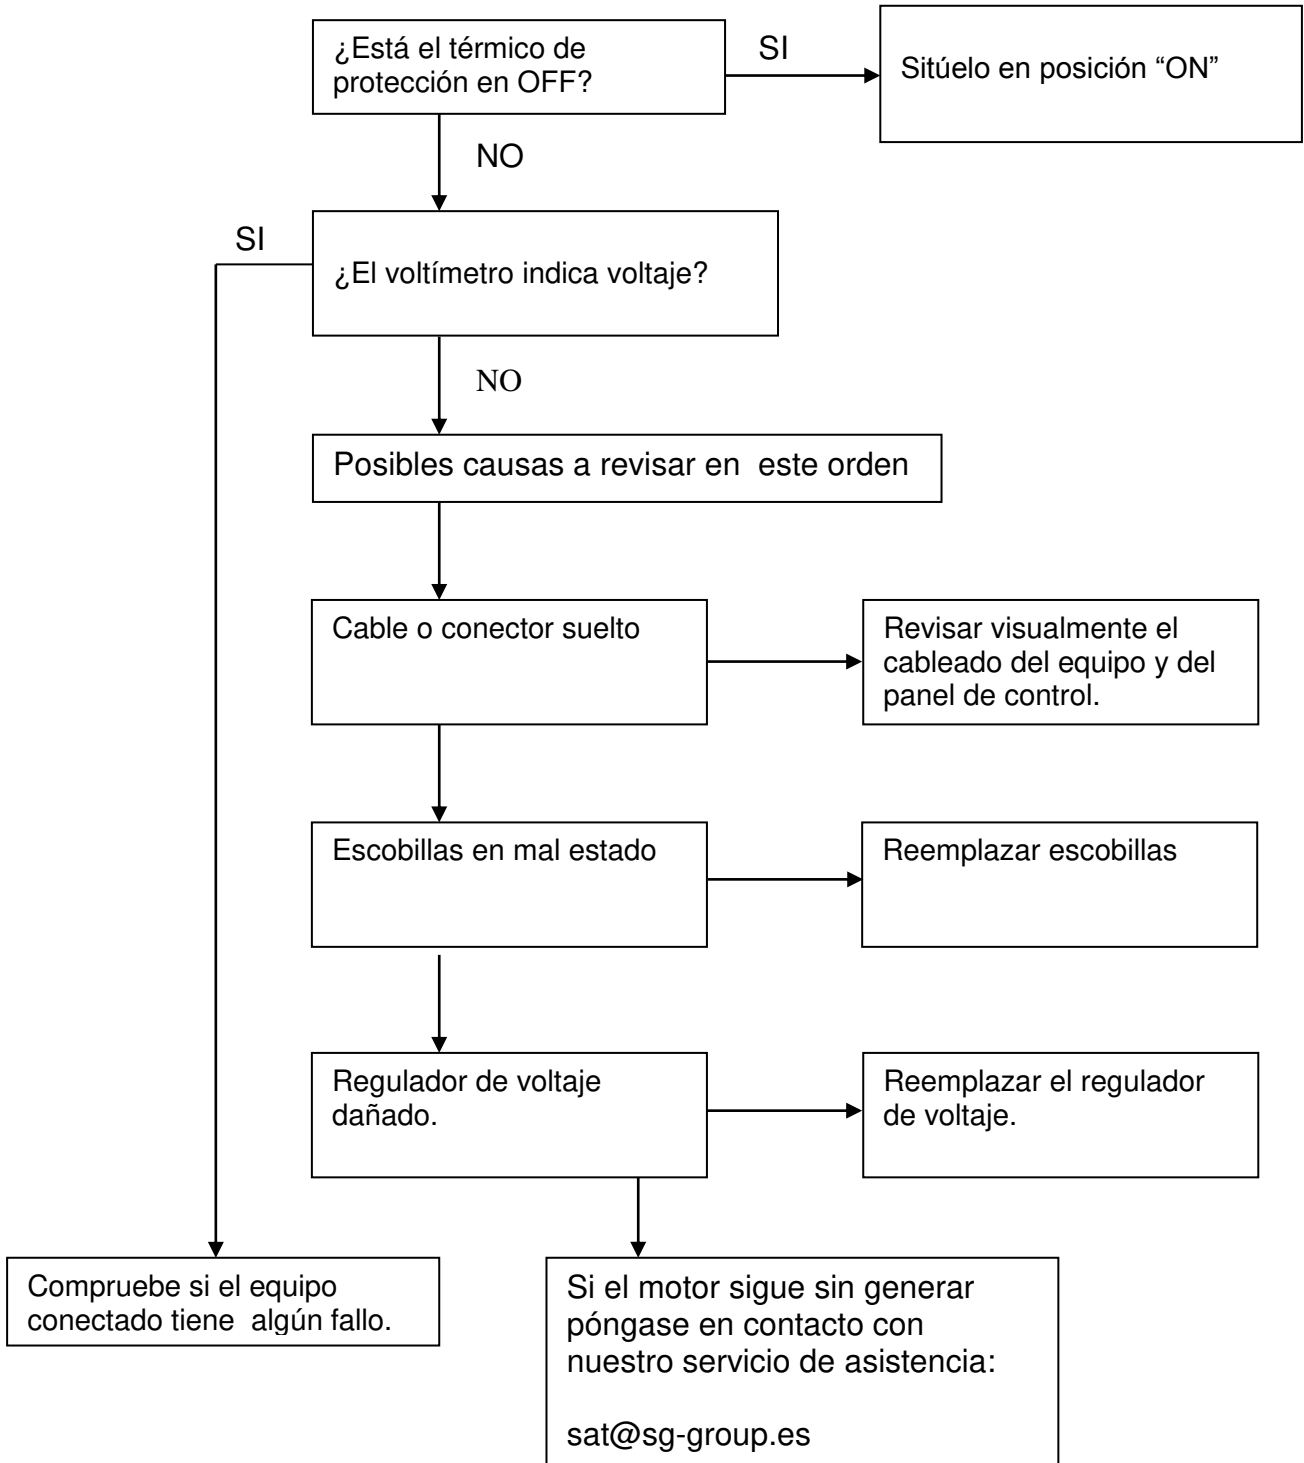 ¿Está el térmico de
protección en OFF?
SI
Sitúelo en posición “ON”
NO
SI
¿El voltímetro indica voltaje?
NO
Posibles causas a revisar en  este orden
Cable o conector suelto
Revisar visualmente el
cableado del equipo y del
panel de control.
Escobillas en mal estado
Reemplazar escobillas
Regulador de voltaje
dañado.
Reemplazar el regulador
de voltaje.
Compruebe si el equipo
conectado tiene  algún fallo.
Si el motor sigue sin generar
póngase en contacto con
nuestro servicio de asistencia:
sat@sg-group.es